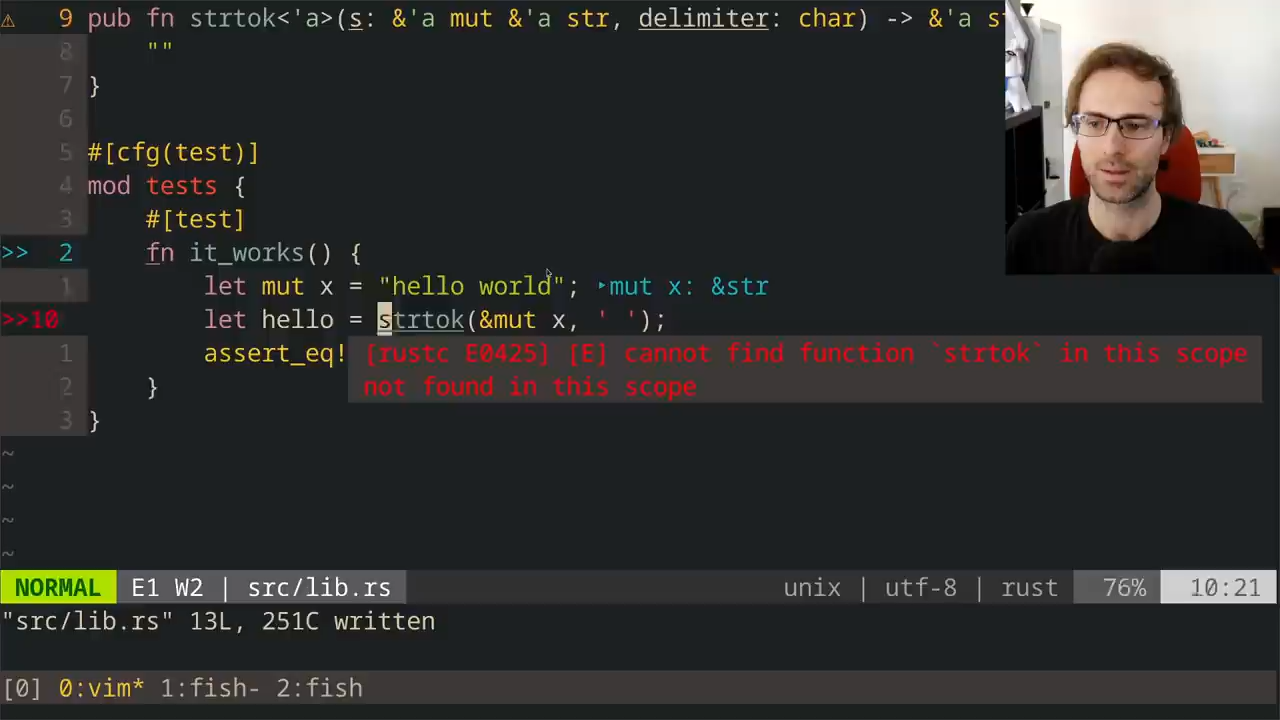 ⚠ 9 pub fn strtok<'a>(s: &'a mut &'a str, delimiter: char) -> &'a s
8 ""
7 }
6
5 #[cfg(test)]
4 mod tests {
3 #[test]
>> 2 fn it_works() {
1 let mut x = "hello world"; ‣mut x: &str
>>10 let hello = strtok(&mut x, ' ');
1 assert_eq!
[rustc E0425] [E] cannot find function `strtok` in this scope
2 }
not found in this scope
3 }
~
~
~
~
NORMAL E1 W2 | src/lib.rs unix | utf-8 | rust 76% 10:21
"src/lib.rs" 13L, 251C written
[0] 0:vim* 1:fish- 2:fish